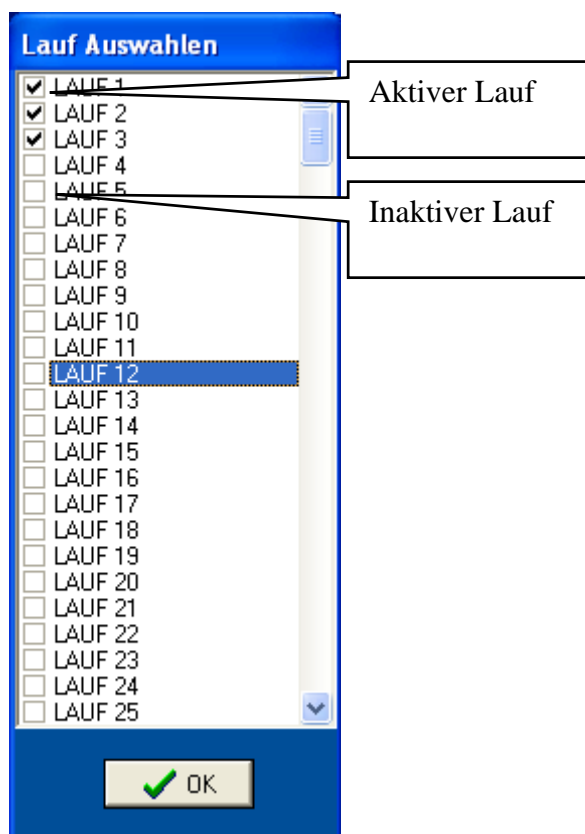 Lauf Auswahlen
LAUF 1
LAUF 2
LAUF 3
LAUF 4
LAUF 5
LAUF 6
LAUF 7
LAUF 8
LAUF 9
LAUF 10
LAUF 11
LAUF 12
LAUF 13
LAUF 14
LAUF 15
LAUF 16
LAUF 17
LAUF 18
LAUF 19
LAUF 20
LAUF 21
LAUF 22
LAUF 23
LAUF 24
LAUF 25
OK
Aktiver Lauf
Inaktiver Lauf